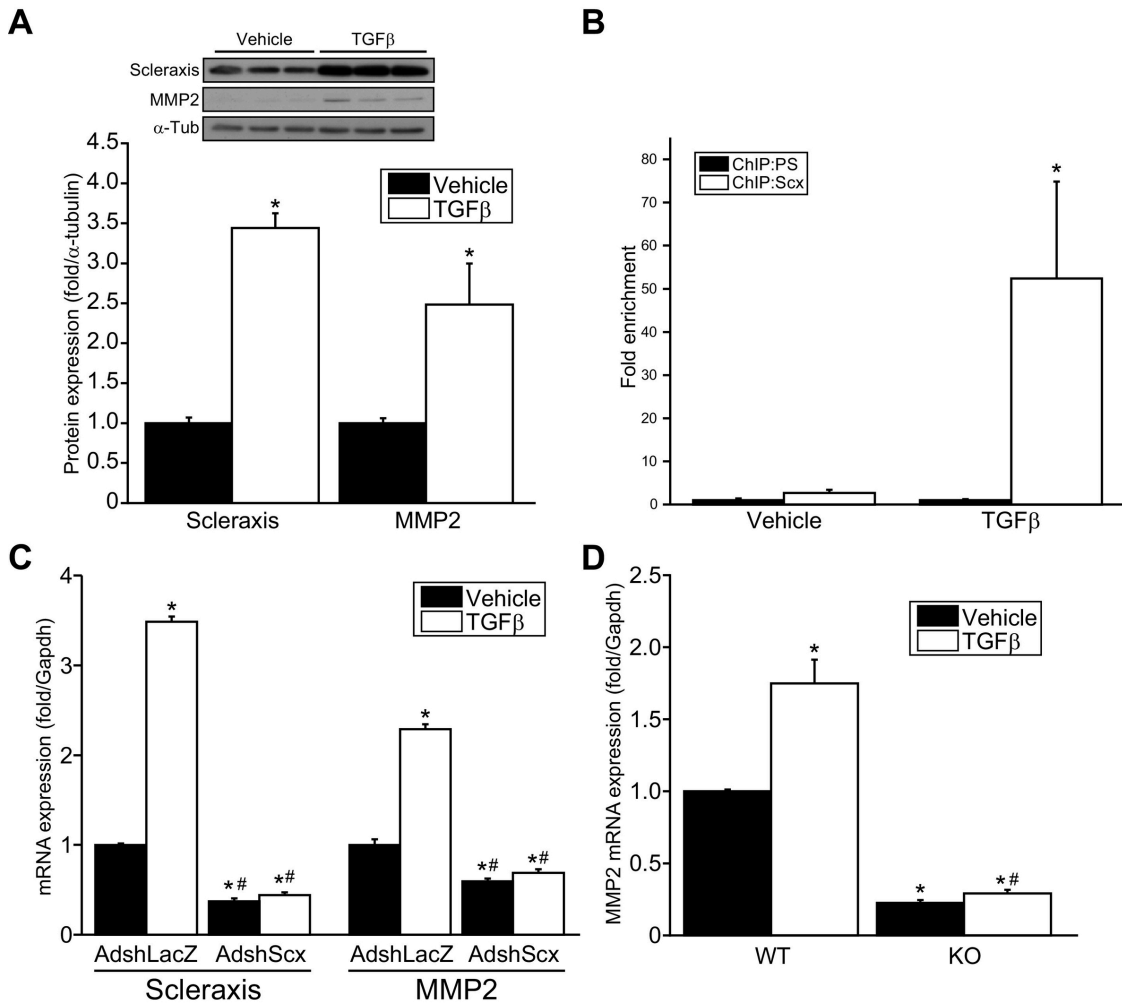 A
Vehicle TGFβ
Scleraxis
MMP2
α-Tub
Protein expression (fold/α-tubulin)
4.5
4.0
3.5
3.0
2.5
2.0
1.5
1.0
0.5
0
Vehicle
TGFβ
*
*
Scleraxis MMP2
B
Fold enrichment
80
70
60
50
40
30
20
10
0
ChIP:PS
ChIP:Scx
*
Vehicle TGFβ
C
mRNA expression (fold/Gapdh)
4
3
2
1
0
Vehicle
TGFβ
*
*
*# *# *# *#
AdshLacZ AdshScx AdshLacZ AdshScx
Scleraxis MMP2
D
MMP2 mRNA expression (fold/Gapdh)
2.5
2.0
1.5
1.0
0.5
0
Vehicle
TGFβ
*
* *#
WT KO